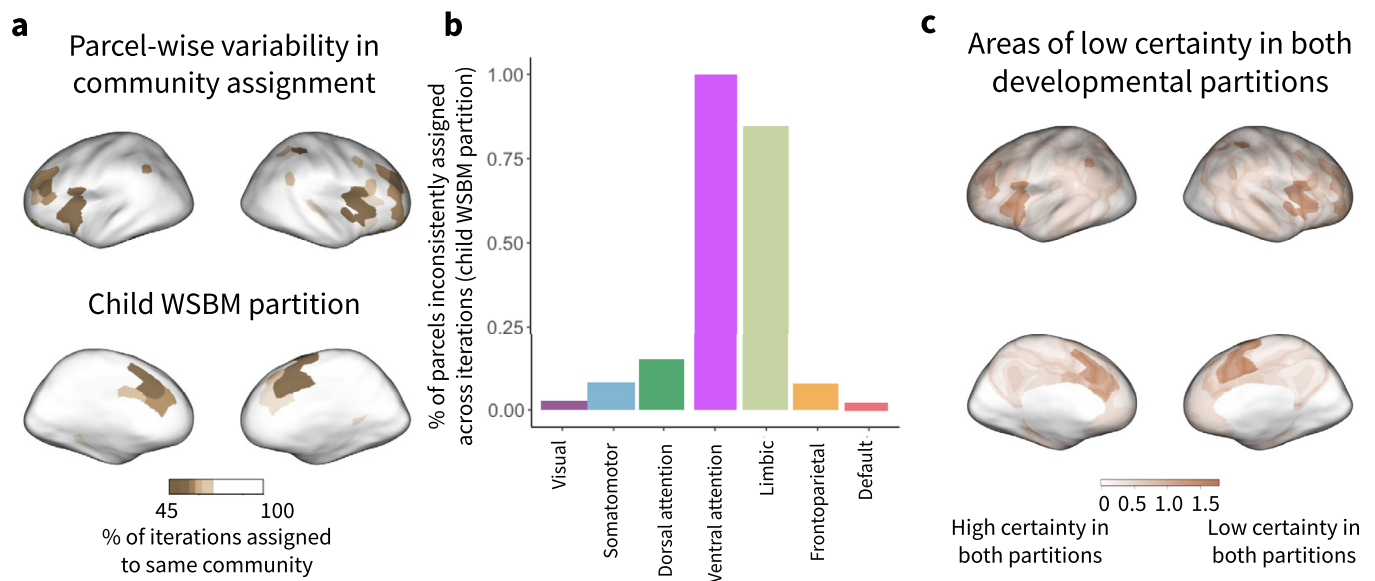 a
Parcel-wise variability in
community assignment
Child WSBM partition
45 100
% of iterations assigned
to same community
b
% of parcels inconsistently assigned
across iterations (child WSBM partition)
1.00
0.75
0.50
0.25
0.00
Visual
Somatomotor
Dorsal attention
Ventral attention
Limbic
Frontoparietal
Default
c
Areas of low certainty in both
developmental partitions
0 0.5 1.0 1.5
High certainty in
both partitions
Low certainty in
both partitions